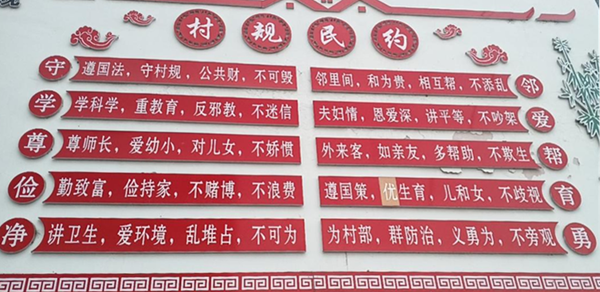 村规民约
守 遵国法，守村规，公共财，不可毁
学 学科学，重教育，反邪教，不迷信
尊 尊师长，爱幼小，对儿女，不娇惯
俭 勤致富，俭持家，不赌博，不浪费
净 讲卫生，爱环境，乱堆占，不可为
邻里间，和为贵，相互帮，不添乱 邻
夫妇情，恩爱深，讲平等，不吵架 爱
外来客，如亲友，多帮助，不欺生 帮
遵国策，优生育，儿和女，不歧视 育
为村部，群防治，义勇为，不旁观 勇